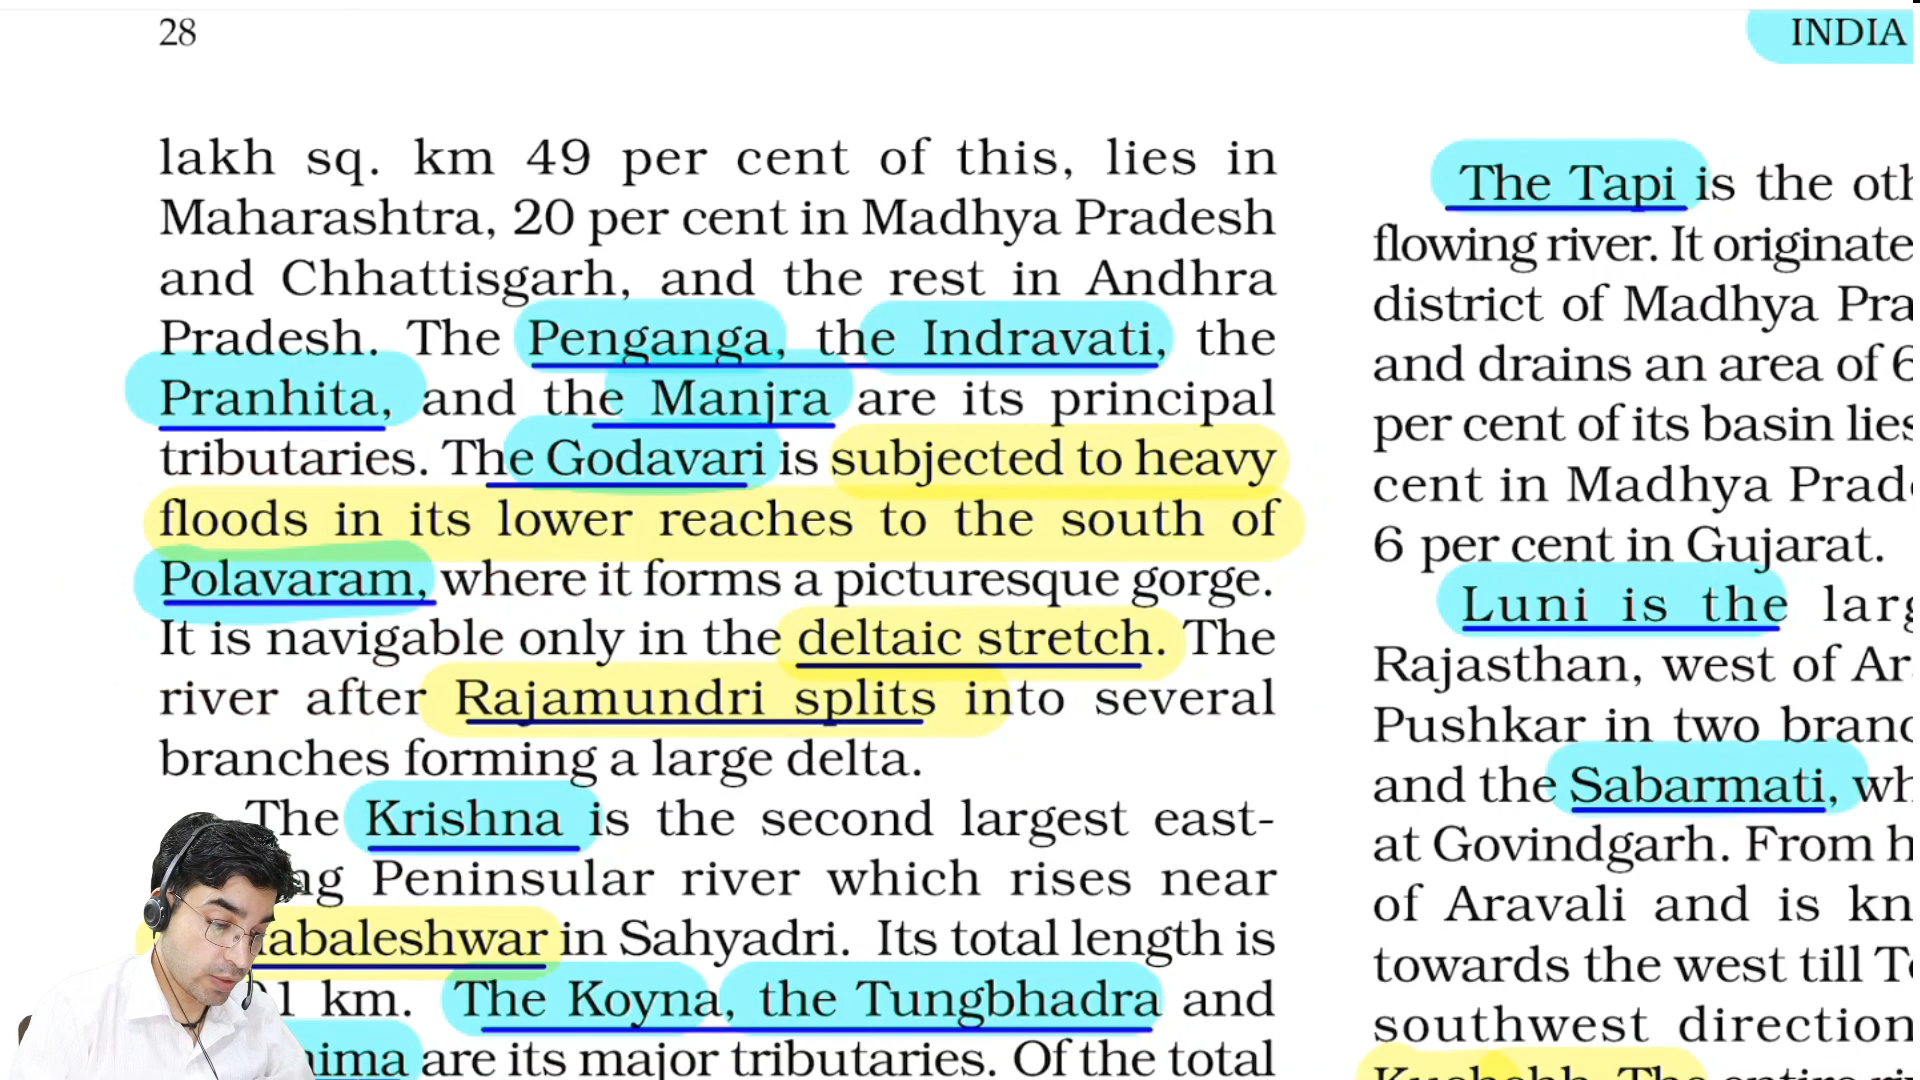 28
INDIA
lakh sq. km 49 per cent of this, lies in
Maharashtra, 20 per cent in Madhya Pradesh
and Chhattisgarh, and the rest in Andhra
Pradesh. The Penganga, the Indravati, the
Pranhita, and the Manjra are its principal
tributaries. The Godavari is subjected to heavy
floods in its lower reaches to the south of
Polavaram, where it forms a picturesque gorge.
It is navigable only in the deltaic stretch. The
river after Rajamundri splits into several
branches forming a large delta.
The Krishna is the second largest east-
Peninsular river which rises near
in Sahyadri. Its total length is
km. The Koyna, the Tungbhadra and
are its major tributaries. Of the total
The Tapi is the
flowing river. It
district of Madhya
and drains an area of
per cent of its basin
cent in Madhya
6 per cent in Gujarat.
Luni is the
Rajasthan, west of
Pushkar in two
and the Sabarmati,
at Govindgarh. From
of Aravali and is
towards the west till
southwest direction
The entire